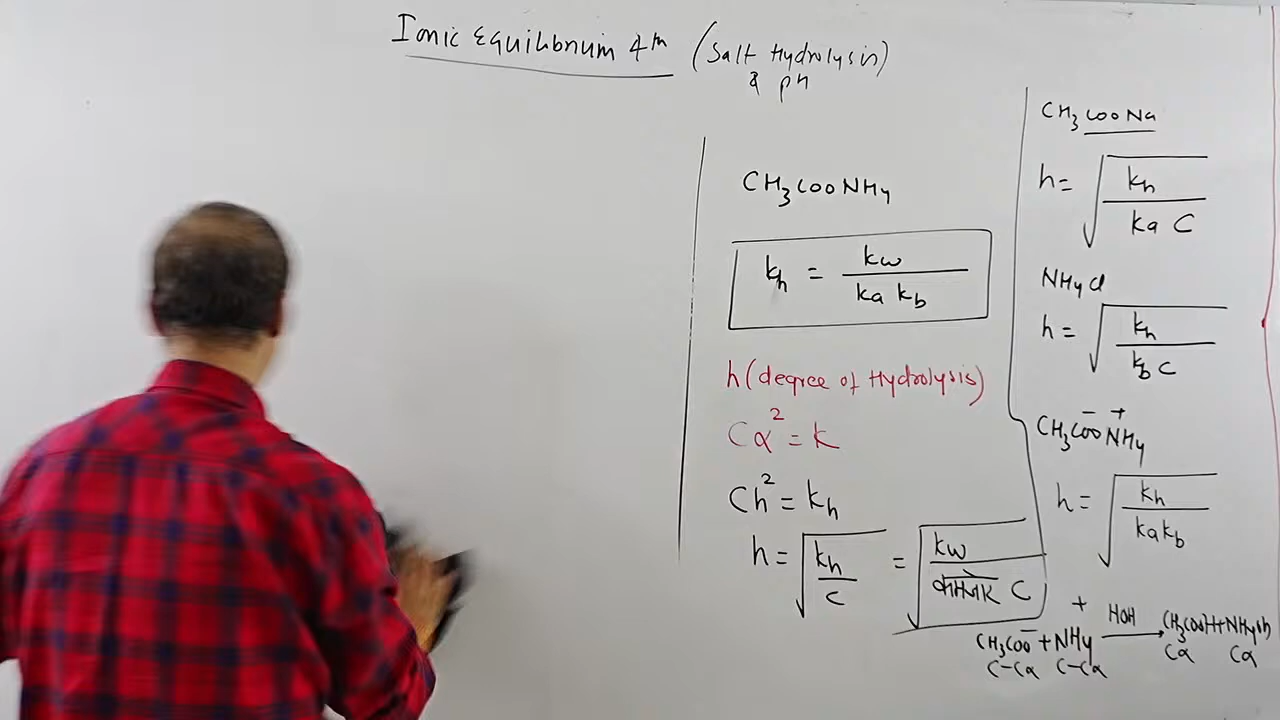 Ionic Equilibrium 4th (Salt Hydrolysis)
& pH
CH₃COONH₄
kh = kw / ka kb
h (degree of Hydrolysis)
Cα² = k
Ch² = kh
h = √(kh / C) = √(kw / कमजोर C)
CH₃COONa
h = √(kh / ka C)
NH₄Cl
h = √(kh / kb C)
CH₃COO⁻ N⁺H₄
h = √(kh / ka kb)
CH₃COO⁻ + NH₄⁺ —HOH→ CH₃COOH + NH₄OH
C-Cα C-Cα Cα Cα